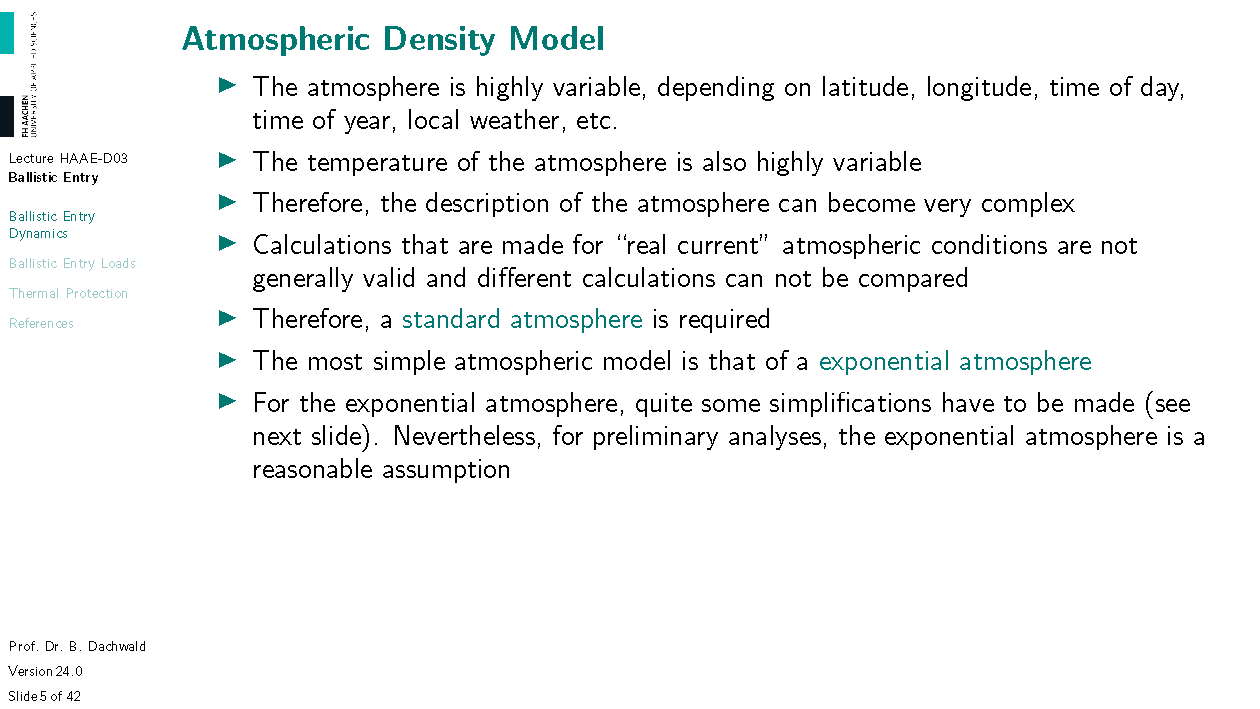 FH AACHEN
UNIVERSITY OF APPLIED SCIENCES
Lecture HAAE-D03
Ballistic Entry
Ballistic Entry
Dynamics
Ballistic Entry Loads
Thermal Protection
References
Prof. Dr. B. Dachwald
Version 24.0
Slide 5 of 42
Atmospheric Density Model
The atmosphere is highly variable, depending on latitude, longitude, time of day,
time of year, local weather, etc.
The temperature of the atmosphere is also highly variable
Therefore, the description of the atmosphere can become very complex
Calculations that are made for “real current” atmospheric conditions are not
generally valid and different calculations can not be compared
Therefore, a standard atmosphere is required
The most simple atmospheric model is that of a exponential atmosphere
For the exponential atmosphere, quite some simplifications have to be made (see
next slide). Nevertheless, for preliminary analyses, the exponential atmosphere is a
reasonable assumption